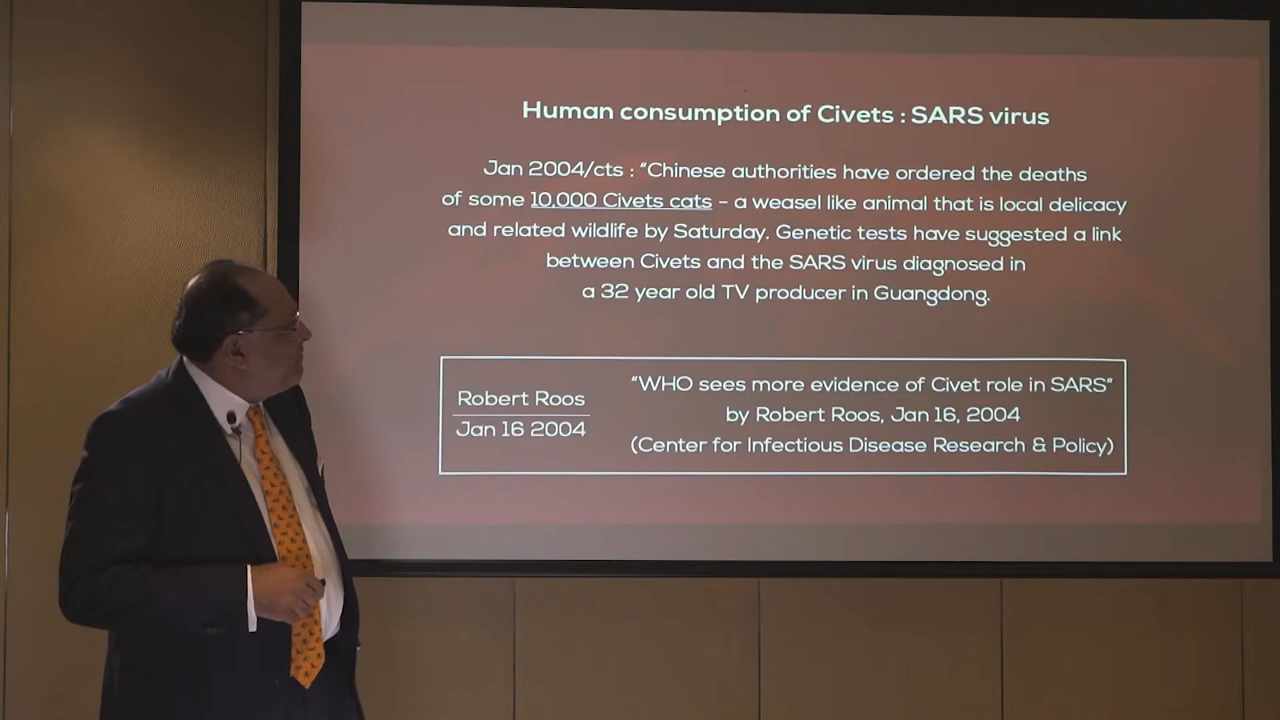 Human consumption of Civets : SARS virus
Jan 2004/cts : "Chinese authorities have ordered the deaths
of some 10,000 Civets cats - a weasel like animal that is local delicacy
and related wildlife by Saturday. Genetic tests have suggested a link
between Civets and the SARS virus diagnosed in
a 32 year old TV producer in Guangdong.
Robert Roos
Jan 16 2004
"WHO sees more evidence of Civet role in SARS"
by Robert Roos, Jan 16, 2004
(Center for Infectious Disease Research & Policy)